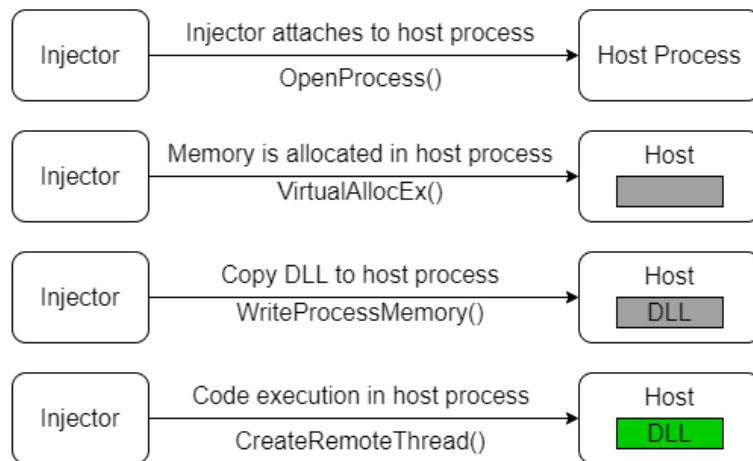 Injector
Injector attaches to host process
OpenProcess()
Host Process
Injector
Memory is allocated in host process
VirtualAllocEx()
Host
Injector
Copy DLL to host process
WriteProcessMemory()
Host
DLL
Injector
Code execution in host process
CreateRemoteThread()
Host
DLL